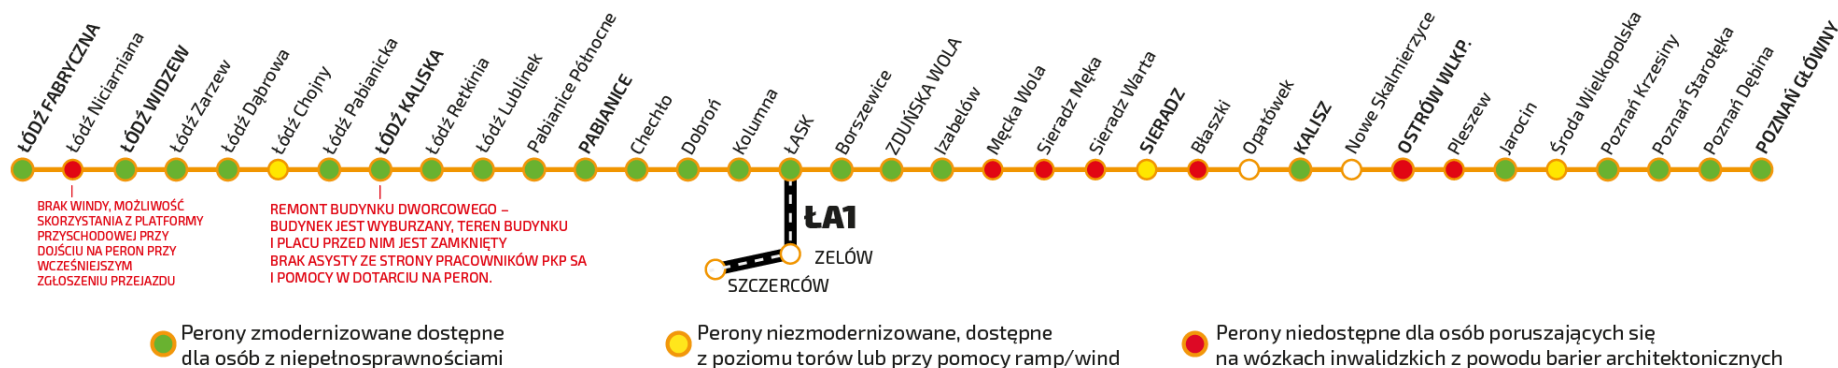 ŁÓDŹ FABRYCZNA
Łódź Niciarniana
ŁÓDŹ WIDZEW
Łódź Zarzew
Łódź Dąbrowa
Łódź Chojny
Łódź Pabianicka
ŁÓDŹ KALISKA
Łódź Retkinia
Łódź Lublinek
Pabianice Północne
PABIANICE
Chechło
Dobroń
Kolumna
ŁASK
Borszewice
ZDUŃSKA WOLA
Izabelów
Męcka Wola
Sieradz Męka
Sieradz Warta
SIERADZ
Błaszki
Opatówek
KALISZ
Nowe Skalmierzyce
OSTRÓW WLKP.
Pleszew
Jarocin
Środa Wielkopolska
Poznań Krzesiny
Poznań Starołęka
Poznań Dębina
POZNAŃ GŁÓWNY
BRAK WINDY, MOŻLIWOŚĆ
SKORZYSTANIA Z PLATFORMY
PRZYSCHODOWEJ PRZY
DOJŚCIU NA PERON PRZY
WCZEŚNIEJSZYM
ZGŁOSZENIU PRZEJAZDU
REMONT BUDYNKU DWORCOWEGO –
BUDYNEK JEST WYBURZANY, TEREN BUDYNKU
I PLACU PRZED NIM JEST ZAMKNIĘTY
BRAK ASYSTY ZE STRONY PRACOWNIKÓW PKP SA
I POMOCY W DOTARCIU NA PERON.
ŁA1
ZELÓW
SZCZERCÓW
Perony zmodernizowane dostępne
dla osób z niepełnosprawnościami
Perony niezmodernizowane, dostępne
z poziomu torów lub przy pomocy ramp/wind
Perony niedostępne dla osób poruszających się
na wózkach inwalidzkich z powodu barier architektonicznych